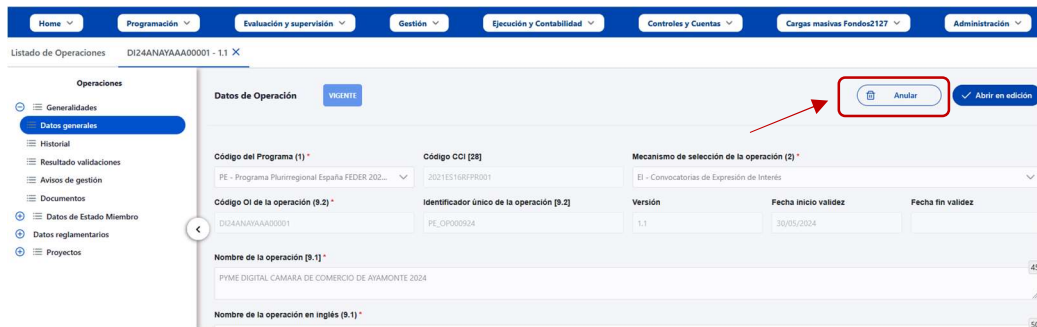 Home Programación Evaluación y supervisión Gestión Ejecución y Contabilidad Controles y Cuentas Cargas masivas Fondos2127 Administración
Listado de Operaciones DI24ANAYAAA00001 - 1.1
Operaciones
Generalidades
Datos generales
Historial
Resultado validaciones
Avisos de gestión
Documentos
Datos de Estado Miembro
Datos reglamentarios
Proyectos
Datos de Operación VIGENTE Anular Abrir en edición
Código del Programa (1) * Código CCI [28] Mecanismo de selección de la operación (2) *
PE - Programa Plurirregional España FEDER 202... 2021ES16RFPR001 EI - Convocatorias de Expresión de Interés
Código OI de la operación (9.2) * Identificador único de la operación [9.2] Versión Fecha inicio validez Fecha fin validez
DI24ANAYAAA00001 PE_OP000924 1.1 30/05/2024
Nombre de la operación [9.1] *
PYME DIGITAL CAMARA DE COMERCIO DE AYAMONTE 2024
Nombre de la operación en inglés (9.1) *